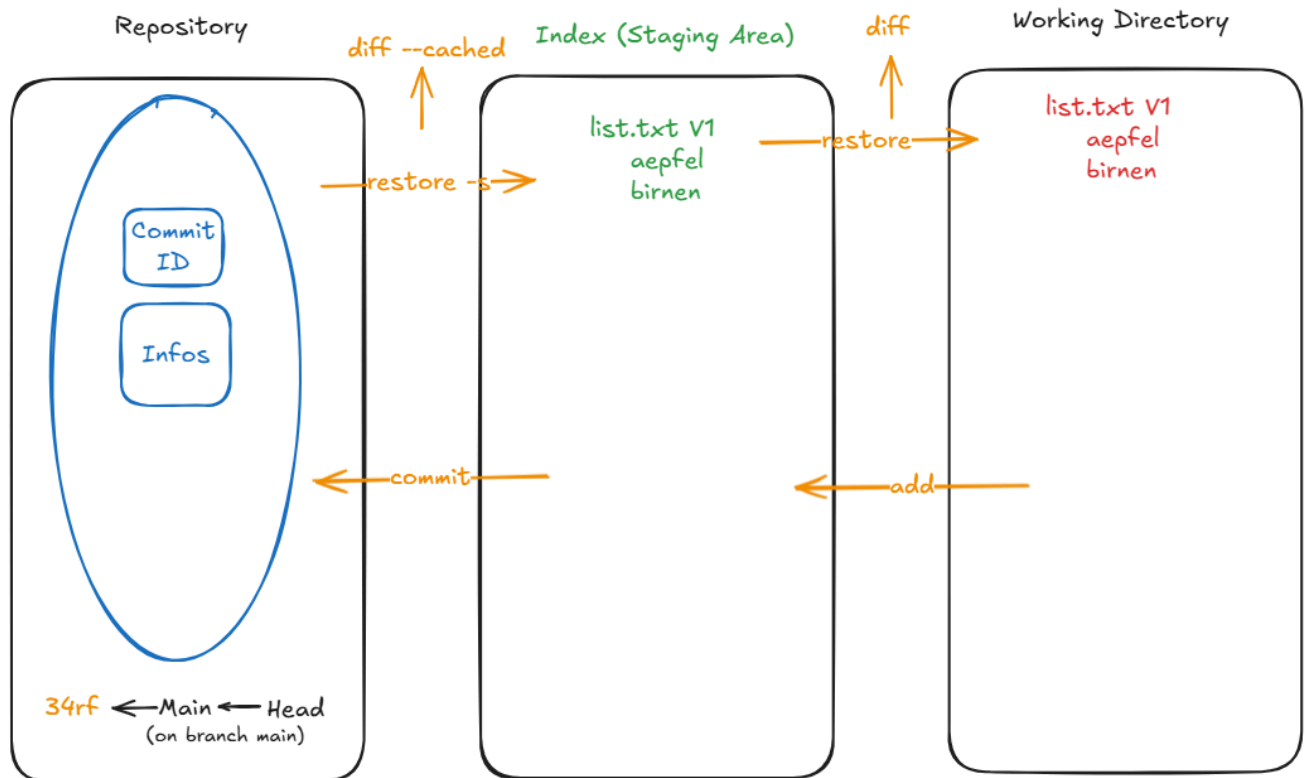 Repository
diff --cached
Index (Staging Area)
diff
Working Directory
list.txt V1
aepfel
birnen
restore
list.txt V1
aepfel
birnen
restore -s
Commit
ID
Infos
commit
add
34rf
Main
Head
(on branch main)